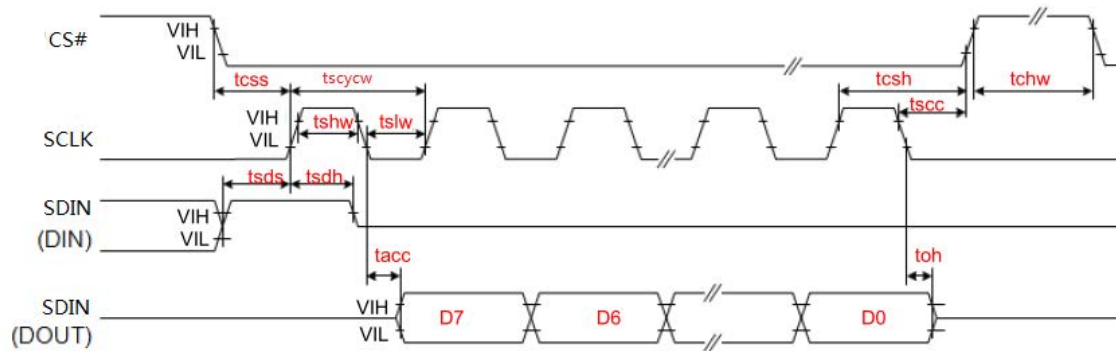 'CS#
VIH
VIL
tcss
tscycw
tcsh
tchw
tscc
SCLK
VIH
VIL
tshw
tslw
tsds
tsdh
SDIN
(DIN)
VIH
VIL
tacc
toh
SDIN
(DOUT)
VIH
VIL
D7
D6
D0